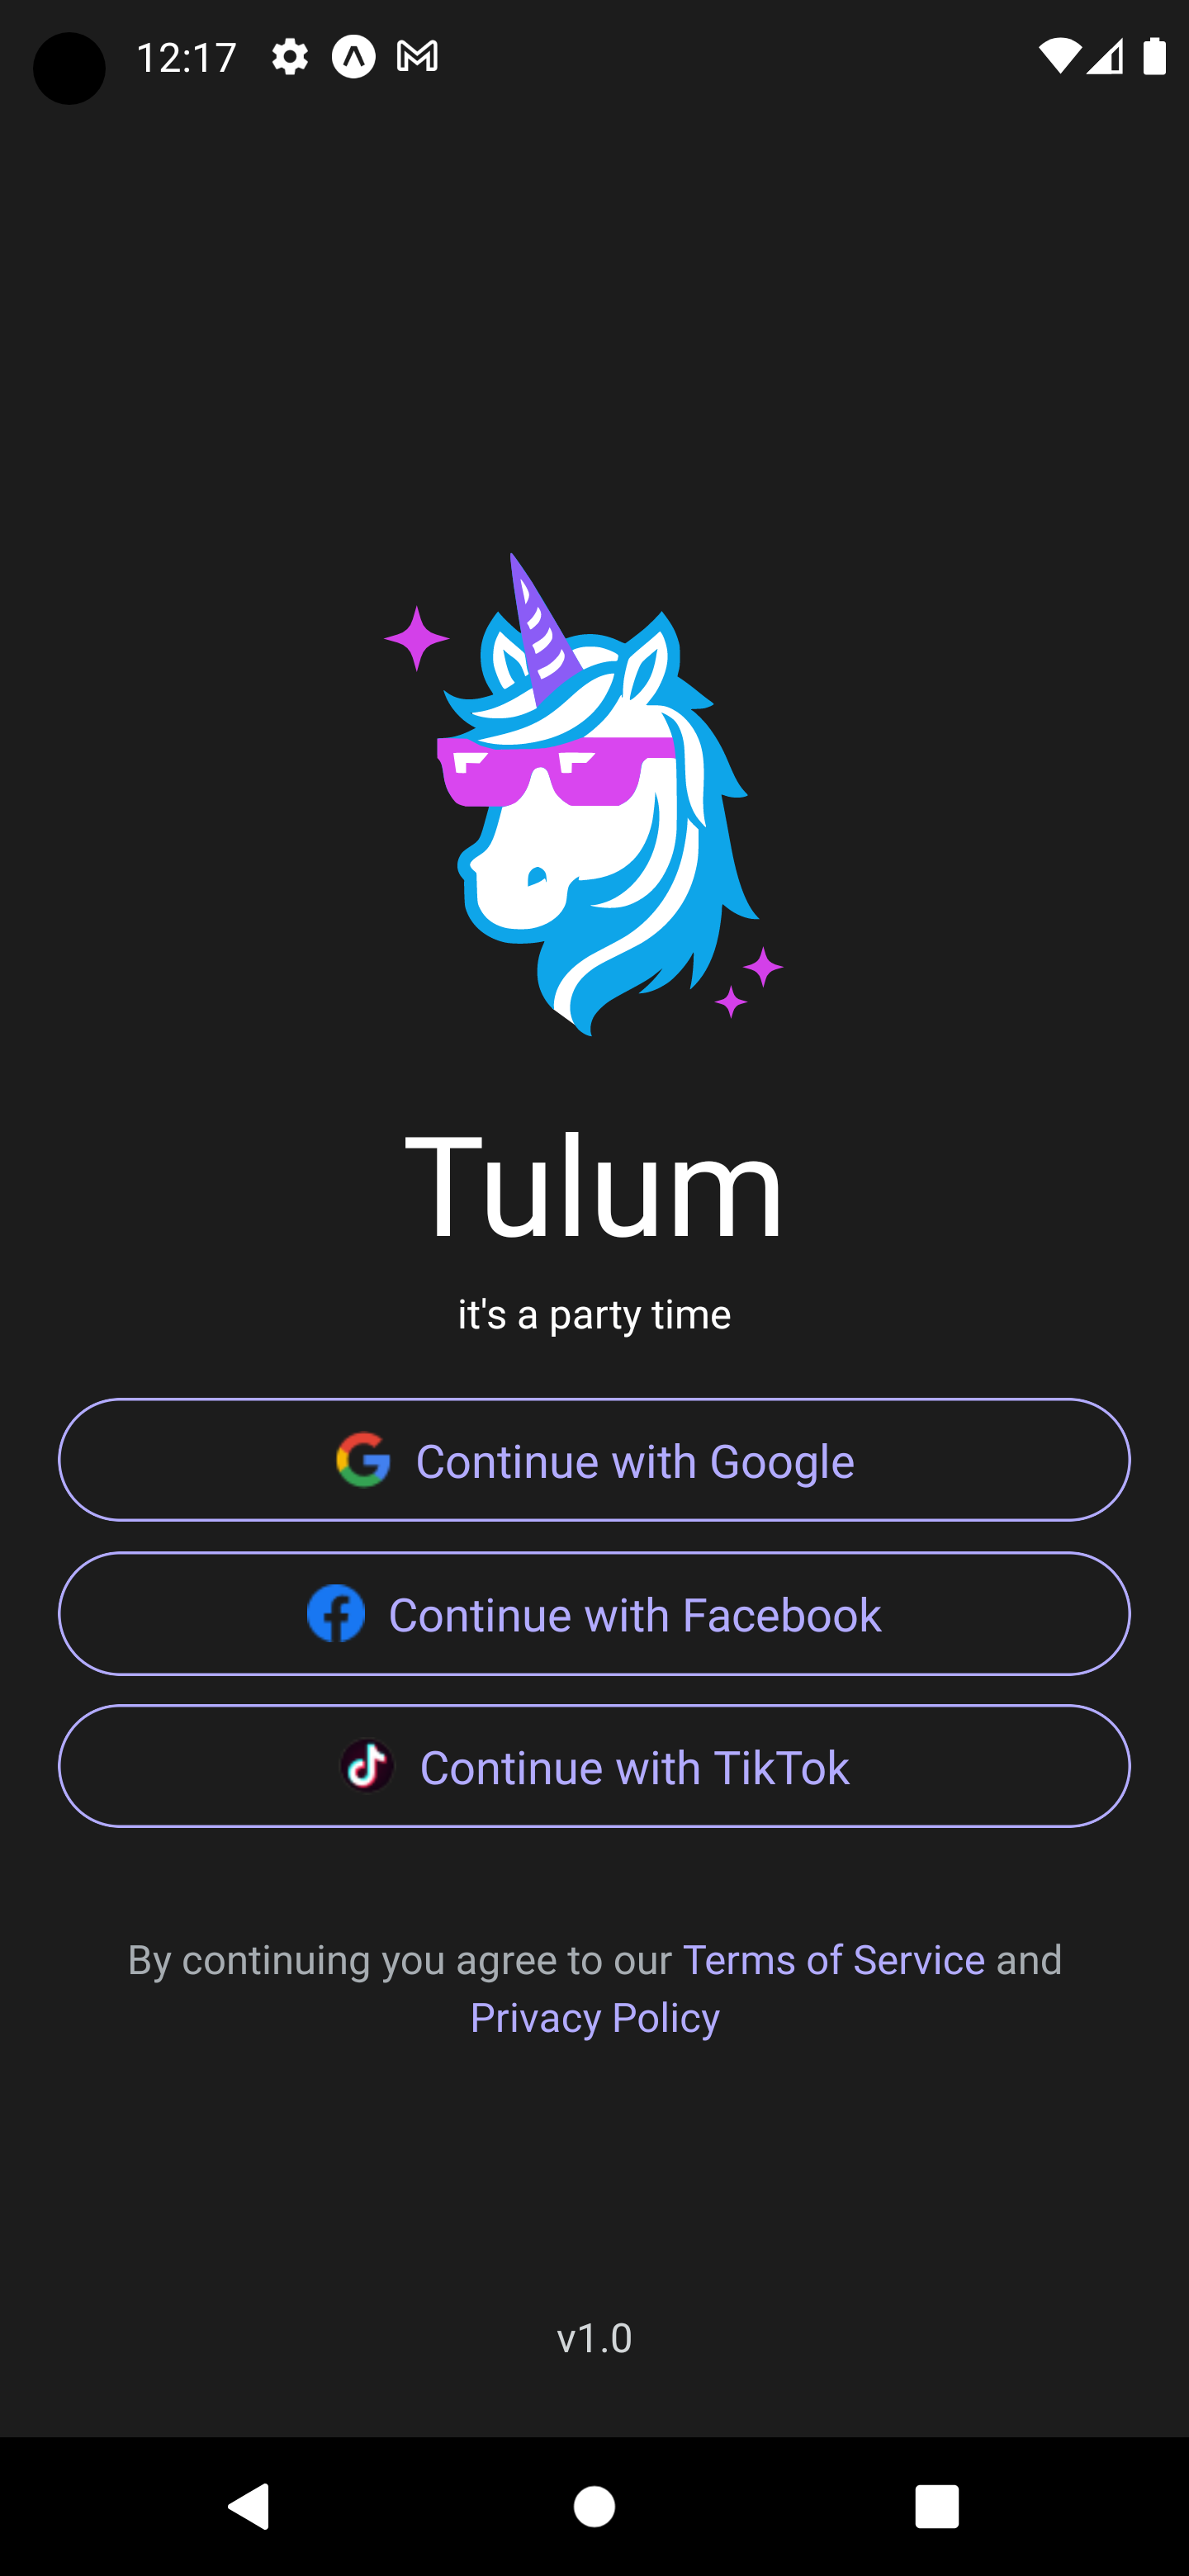 12:17
Tulum
it's a party time
Continue with Google
Continue with Facebook
Continue with TikTok
By continuing you agree to our Terms of Service and
Privacy Policy
v1.0